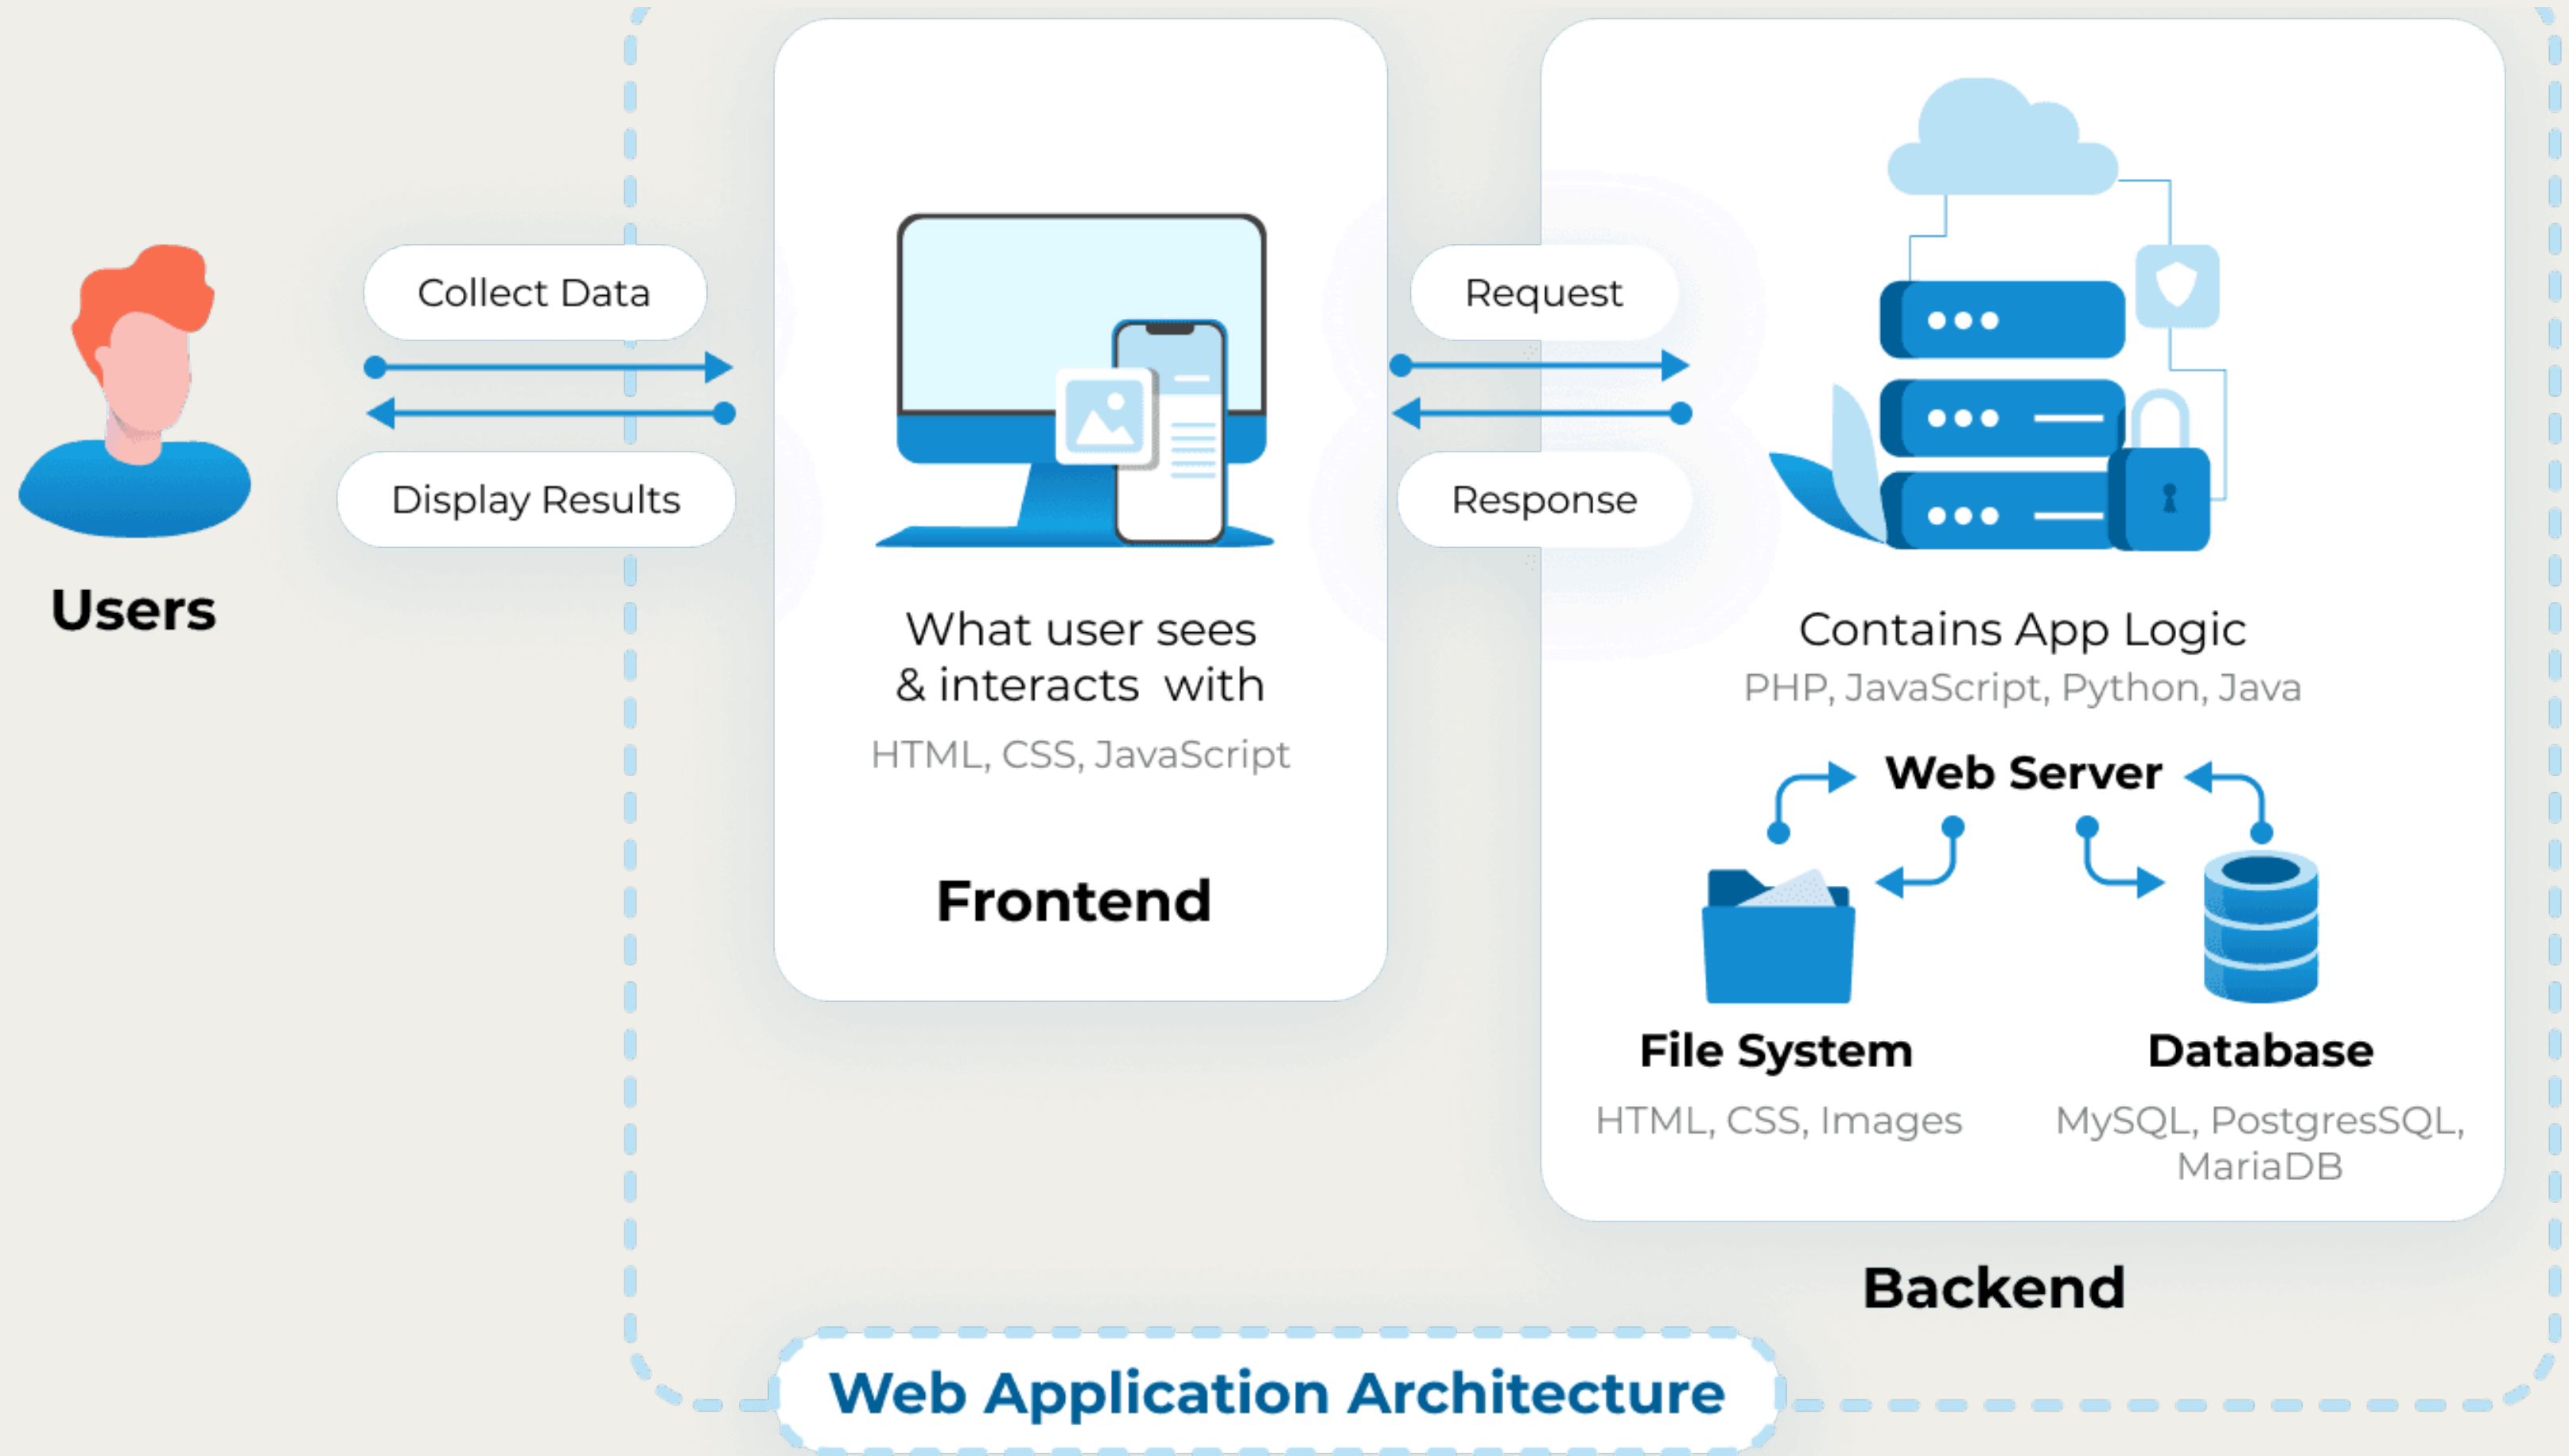 Collect Data
Display Results
Users
What user sees
& interacts with
HTML, CSS, JavaScript
Frontend
Request
Response
Contains App Logic
PHP, JavaScript, Python, Java
Web Server
File System
HTML, CSS, Images
Database
MySQL, PostgresSQL,
MariaDB
Backend
Web Application Architecture